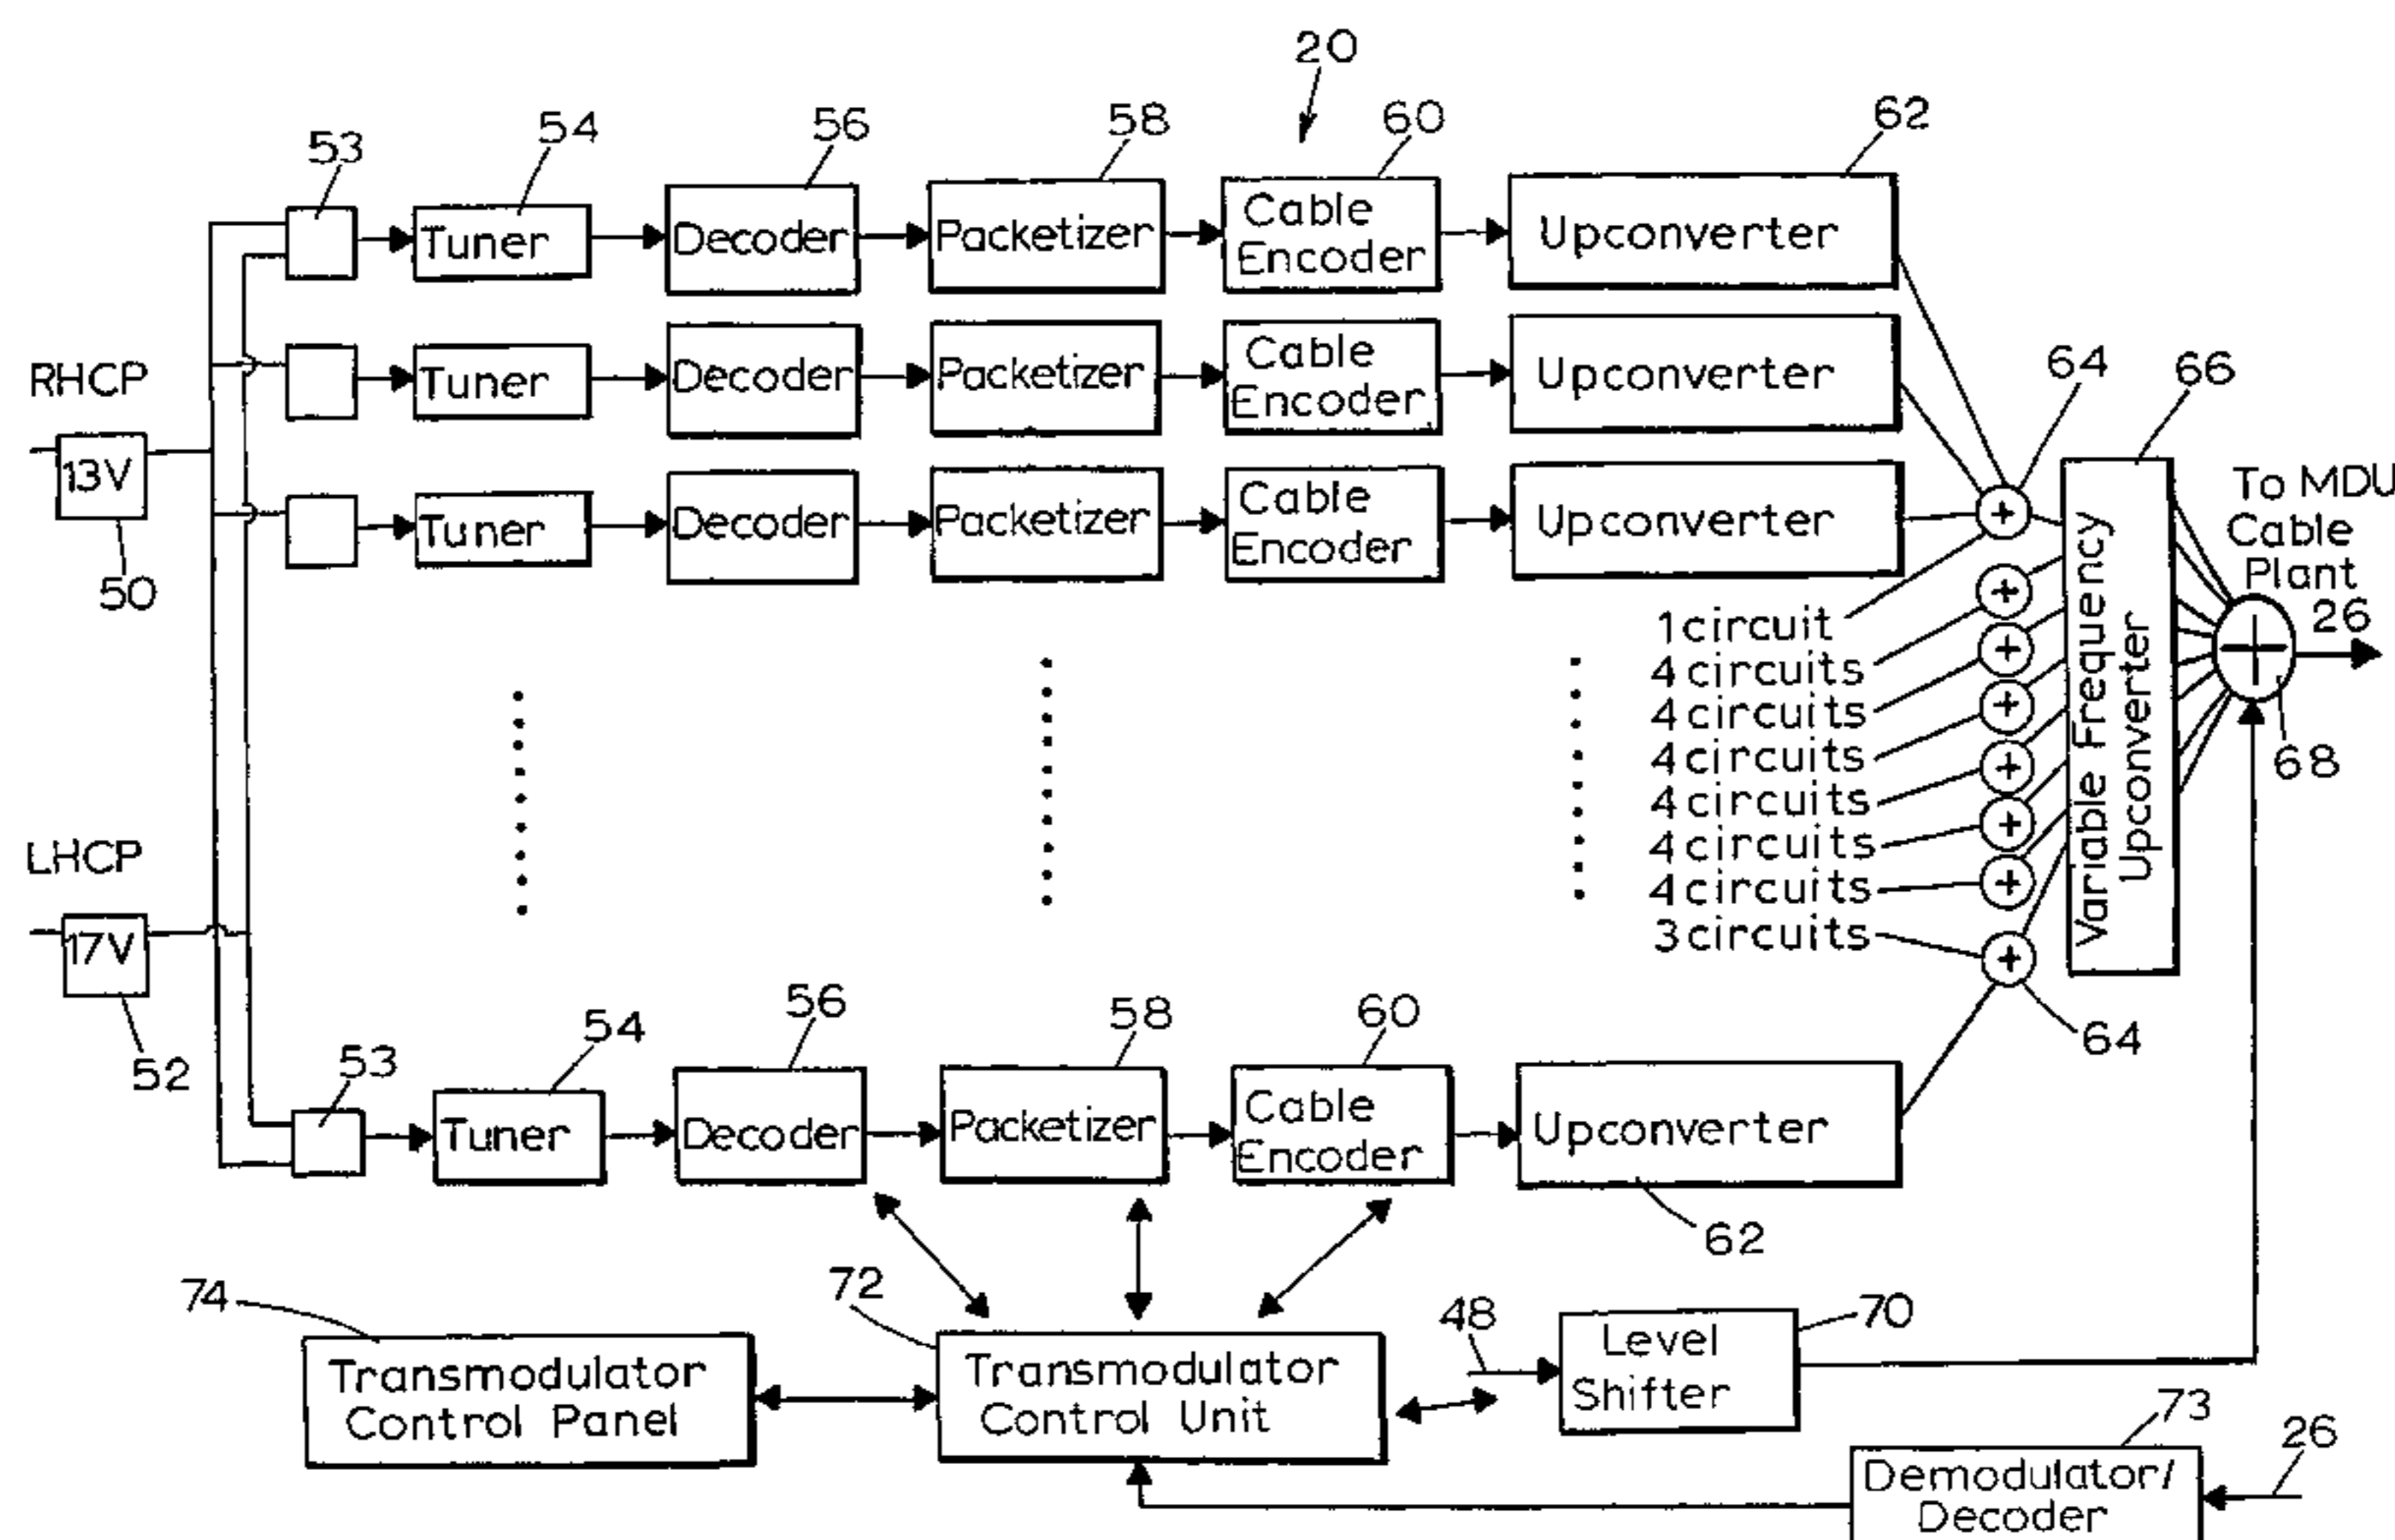 20
53
54
56
58
60
62
Tuner
Decoder
Packetizer
Cable
Encoder
Upconverter
RHCP
13V
50
Tuner
Decoder
Packetizer
Cable
Encoder
Upconverter
64
66
Tuner
Decoder
Packetizer
Cable
Encoder
Upconverter
To MDU
Cable
Plant
26
1 circuit
4 circuits
4 circuits
4 circuits
4 circuits
4 circuits
4 circuits
3 circuits
Variable Frequency
Upconverter
68
64
LHCP
17V
52
53
54
56
58
60
Tuner
Decoder
Packetizer
Cable
Encoder
Upconverter
62
74
72
48
70
Transmodulator
Control Panel
Transmodulator
Control Unit
Level
Shifter
73
26
Demodulator/
Decoder